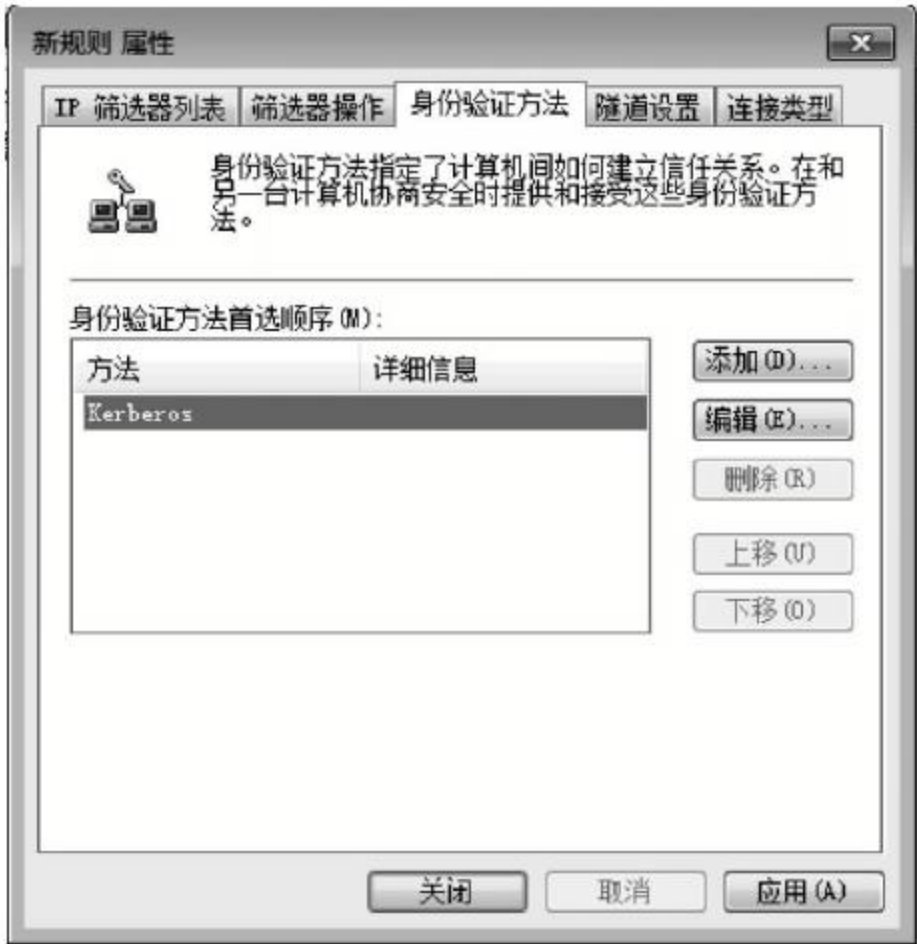 新规则 属性
IP 筛选器列表 筛选器操作 身份验证方法 隧道设置 连接类型
身份验证方法指定了计算机间如何建立信任关系。在和
另一台计算机协商安全时提供和接受这些身份验证方
法。
身份验证方法首选顺序(M):
方法 详细信息
Kerberos
添加(D)...
编辑(E)...
删除(R)
上移(U)
下移(O)
关闭 取消 应用(A)